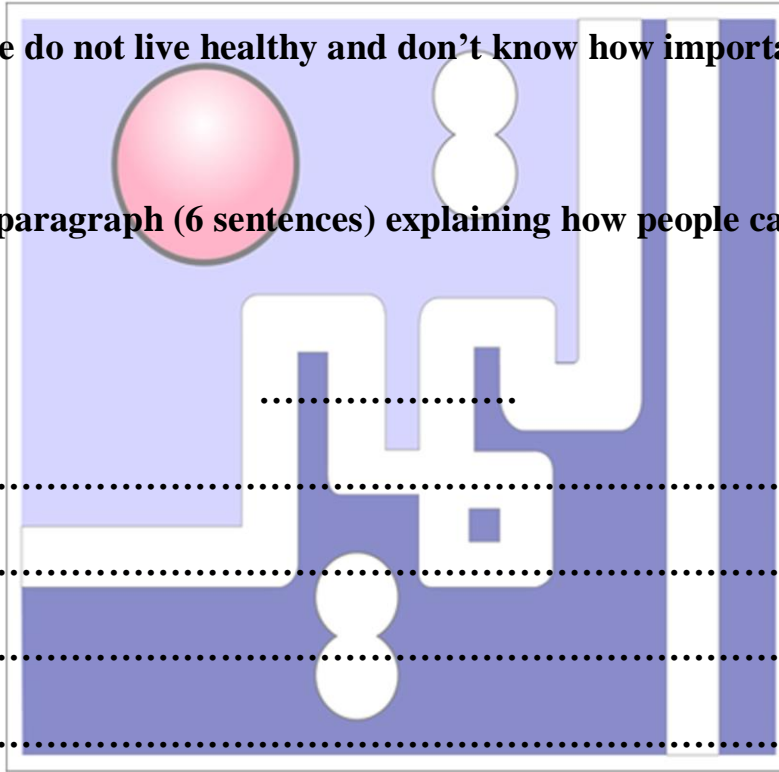 e do not live healthy and don’t know how importa
paragraph (6 sentences) explaining how people ca